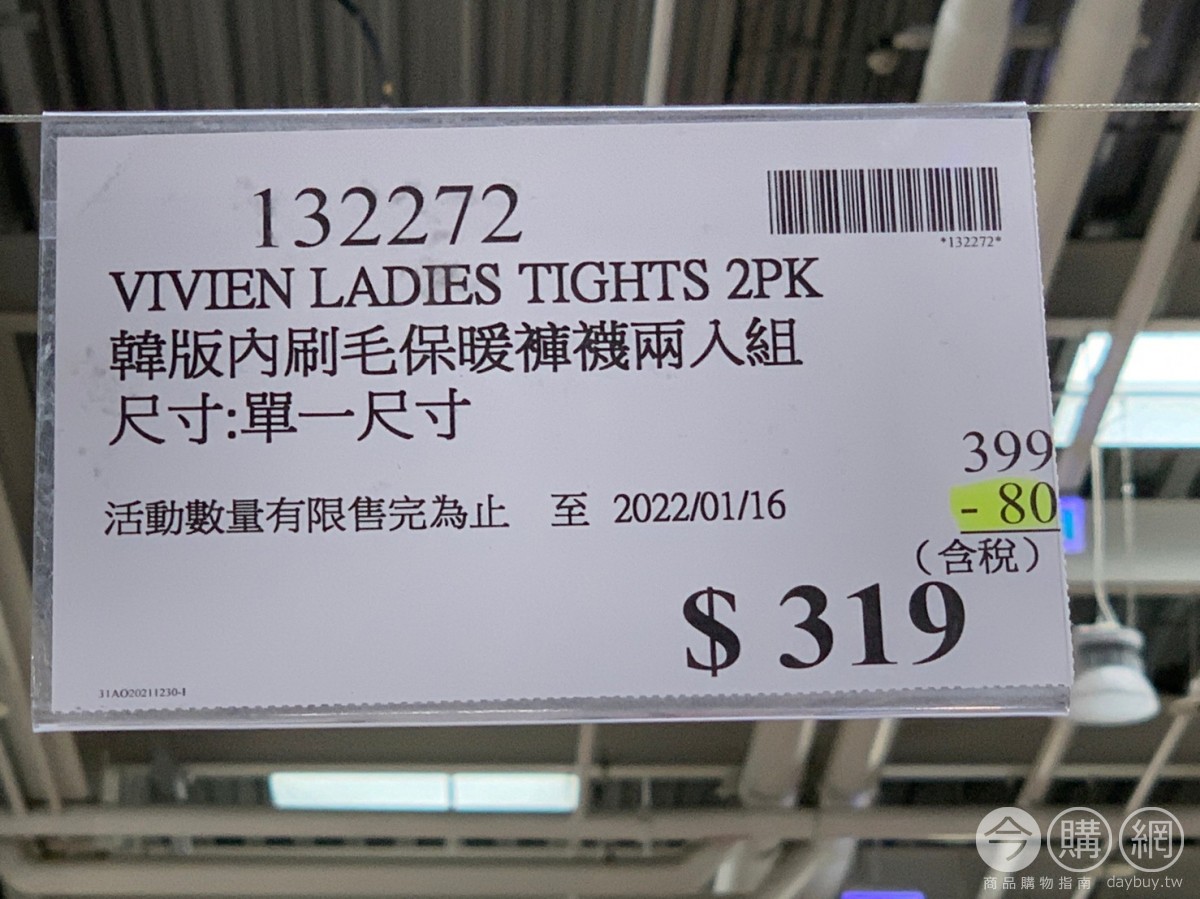 132272
*132272*
VIVIEN LADIES TIGHTS 2PK
韓版內刷毛保暖褲襪兩入組
尺寸:單一尺寸
399
活動數量有限售完為止 至 2022/01/16
- 80
(含稅)
$ 319
31AO20211230-1
今購網
商品購物指南 daybuy.tw